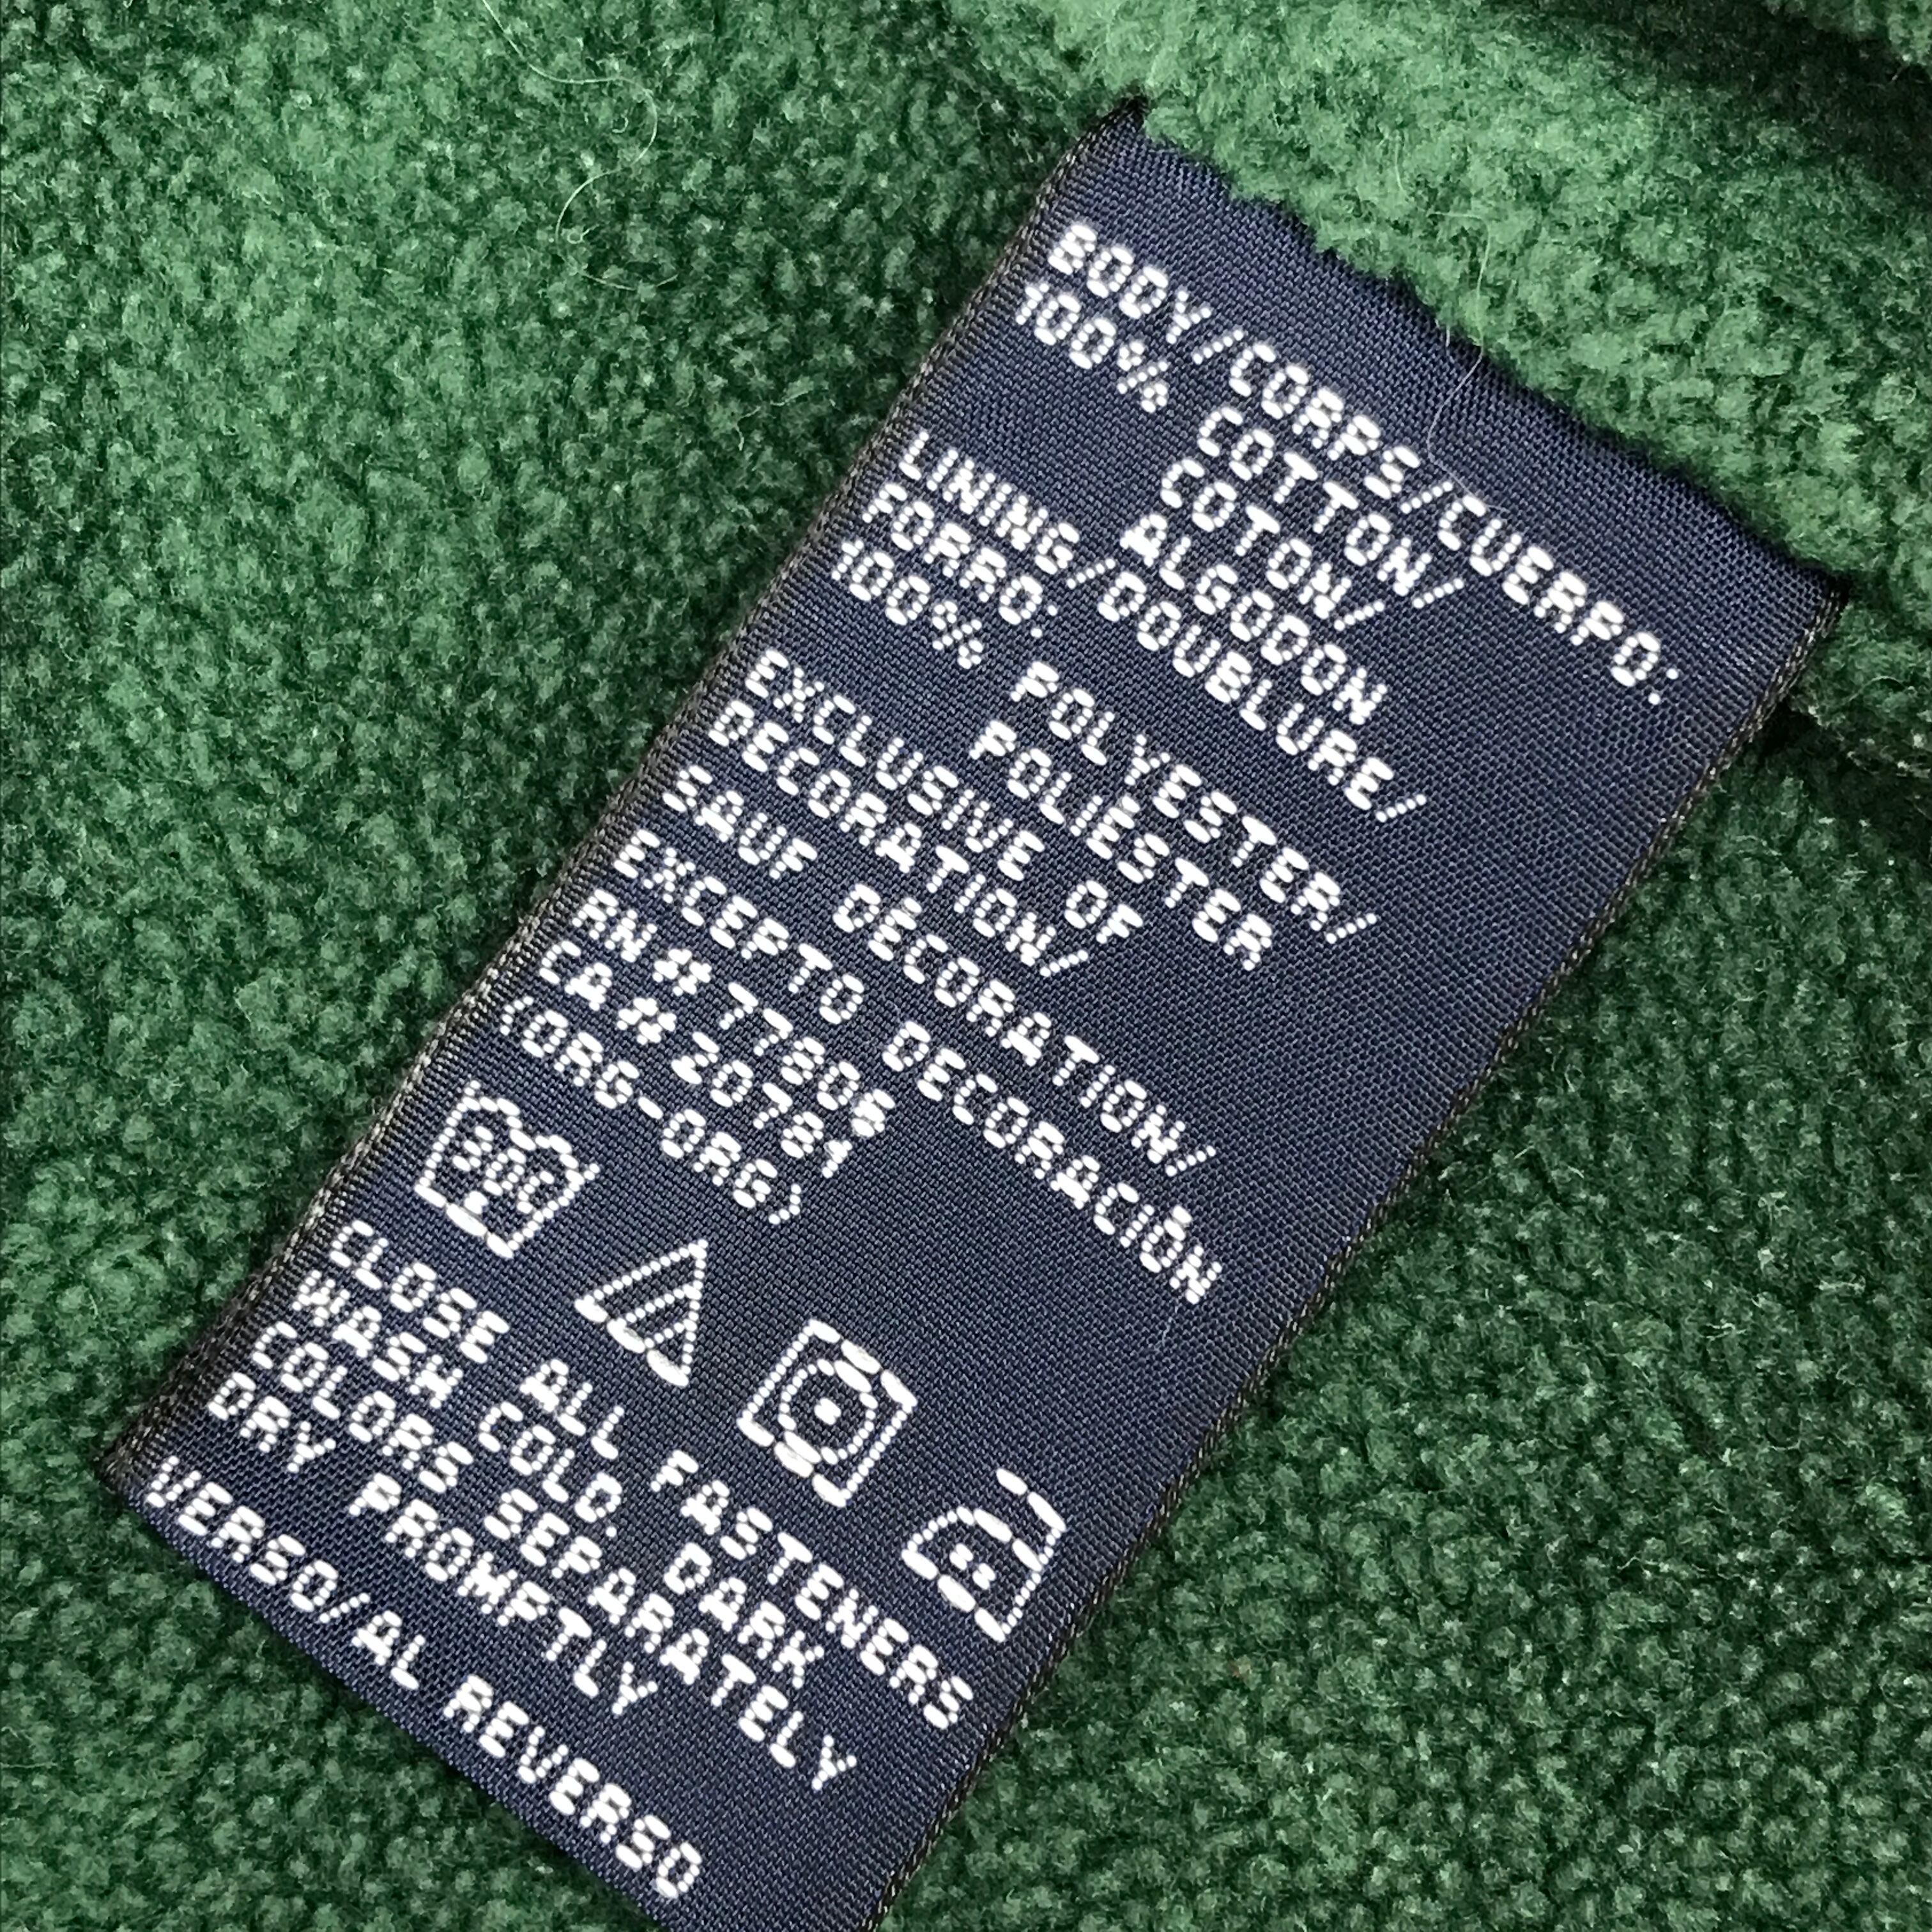 BODY/CORPS/CUERPO:
100% COTTON/
COTON/
ALGODON
LINING/DOUBLURE/
FORRO:
100% POLYESTER/
POLIESTER
EXCLUSIVE OF
DECORATION/
SAUF DÉCORATION/
EXCEPTO DECORACIÓN
RN# 77806
CA# 20781
(ORG-ORG)
30C
CLOSE ALL FASTENERS
WASH COLD. DARK
COLORS SEPARATELY
DRY PROMPTLY
VERSO/AL REVERSO